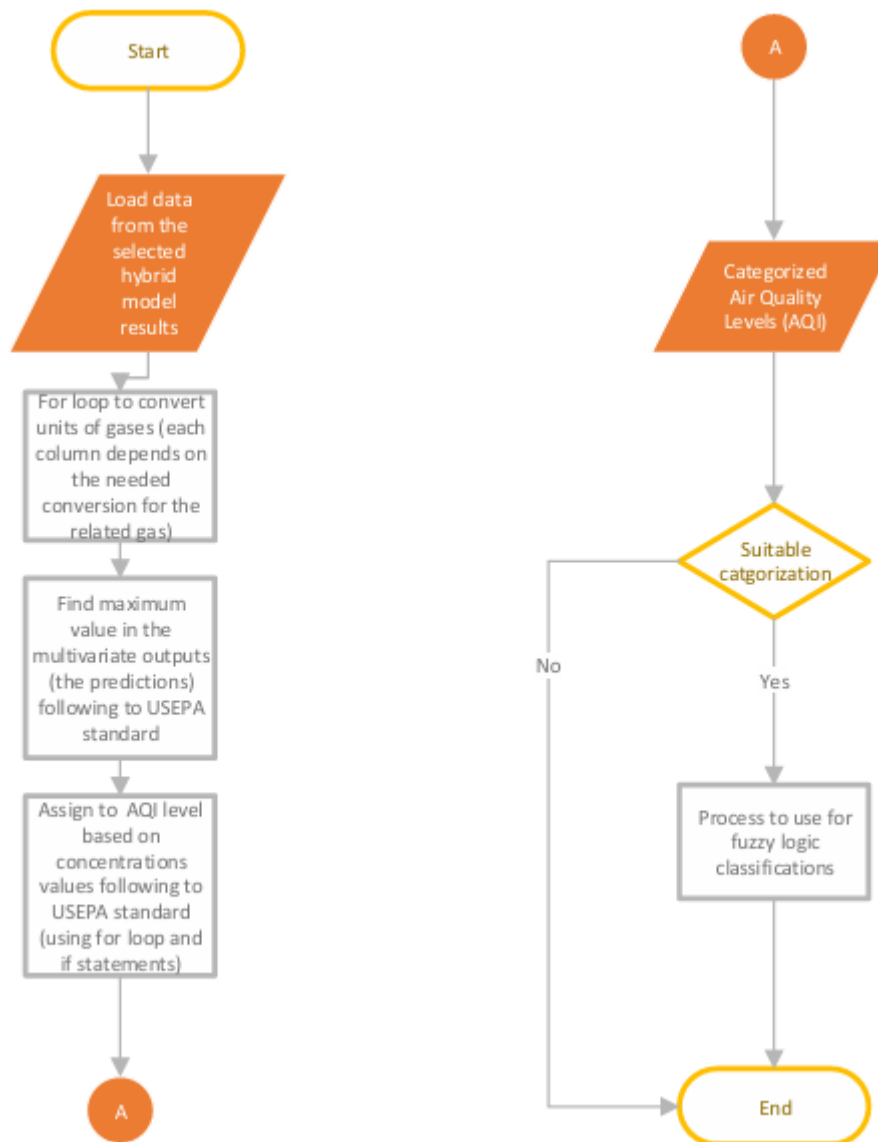 Start
Load data
from the
selected
hybrid
model
results
For loop to convert
units of gases (each
column depends on
the needed
conversion for the
related gas)
Find maximum
value in the
multivariate outputs
(the predictions)
following to USEPA
standard
Assign to AQI level
based on
concentrations
values following to
USEPA standard
(using for loop and
if statements)
A
A
Categorized
Air Quality
Levels (AQI)
Suitable
catgorization
No
Yes
Process to use for
fuzzy logic
classifications
End